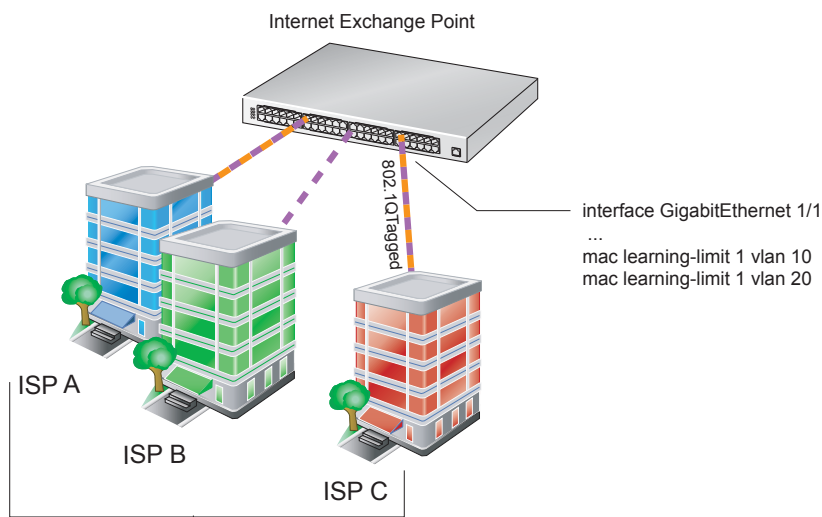 Internet Exchange Point
802.1QTagged
interface GigabitEthernet 1/1
...
mac learning-limit 1 vlan 10
mac learning-limit 1 vlan 20
ISP A
ISP B
ISP C